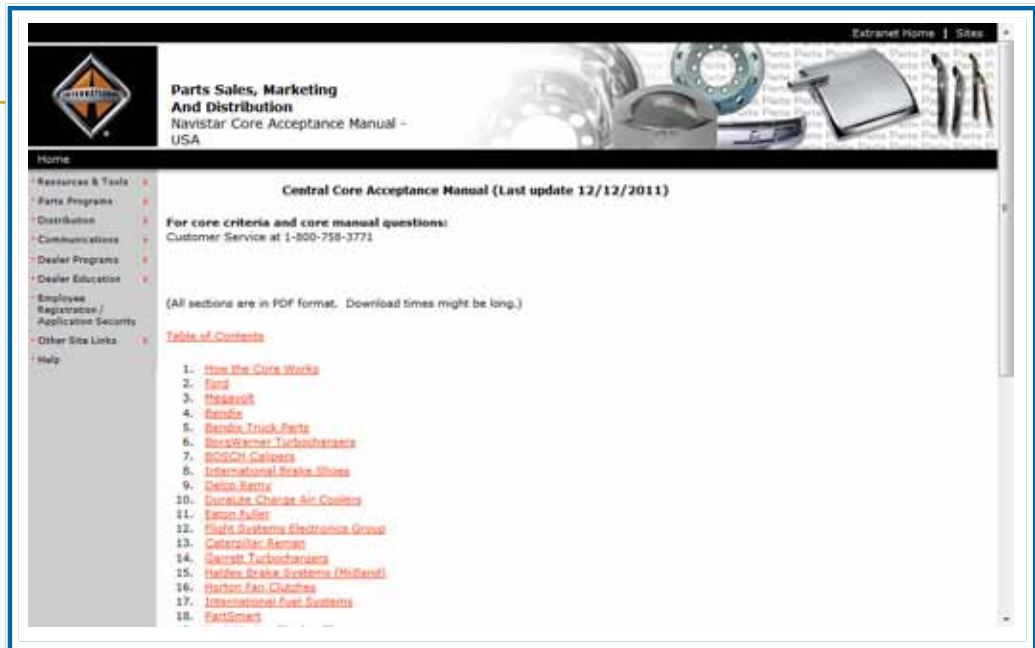 Extranet Home | Sites
INTERNATIONAL
Parts Sales, Marketing
And Distribution
Navistar Core Acceptance Manual -
USA
Home
Resources & Tools
Parts Programs
Distribution
Communications
Dealer Programs
Dealer Education
Employee
Registration /
Application Security
Other Site Links
Help
Central Core Acceptance Manual (Last update 12/12/2011)
For core criteria and core manual questions:
Customer Service at 1-800-758-3771
(All sections are in PDF format. Download times might be long.)
Table of Contents
1. How the Core Works
2. Ford
3. Megavolt
4. Bendix
5. Bendix Truck Parts
6. BorgWarner Turbochargers
7. BOSCH Calipers
8. International Brake Shoes
9. Delco Remy
10. DuraLite Charge Air Coolers
11. Eaton Fuller
12. Flight Systems Electronics Group
13. Caterpillar Reman
14. Garrett Turbochargers
15. Haldex Brake Systems (Midland)
16. Horton Fan Clutches
17. International Fuel Systems
18. PartSmart